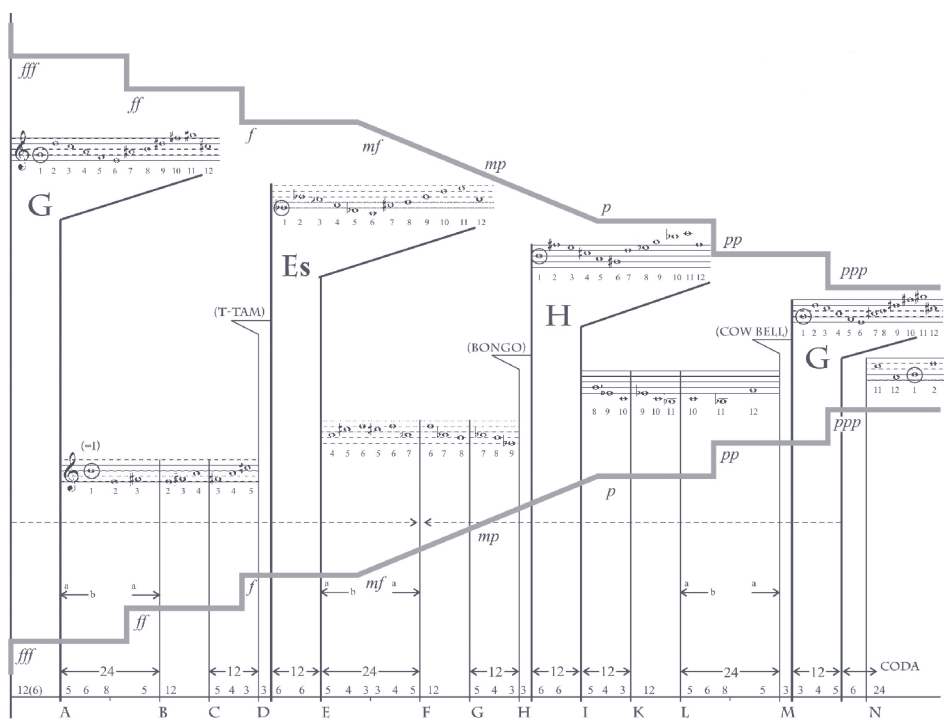 fff
ff
f
mf
mp
p
pp
ppp
1 2 3 4 5 6 7 8 9 10 11 12
G
1 2 3 4 5 6 7 8 9 10 11 12
Es
1 2 3 4 5 6 7 8 9 10 11 12
H
1 2 3 4 5 6 7 8 9 10 11 12
G
(T-TAM)
(BONGO)
(COW BELL)
11 12 1 2
8 9 10 9 10 11 10 11 12
4 5 6 5 6 7 6 7 8 7 8 9
(=1)
1 2 3 2 3 4 3 4 5
ppp
pp
p
mp
mf
f
ff
fff
a b a
a b a
a b a
24 12 12 24 12 12 12 24 12 CODA
12(6) 5 6 8 5 12 5 4 3 3 6 6 5 4 3 3 4 5 12 5 4 3 3 6 6 5 4 3 12 5 6 8 5 3 3 4 5 6 24
A B C D E F G H I K L M N